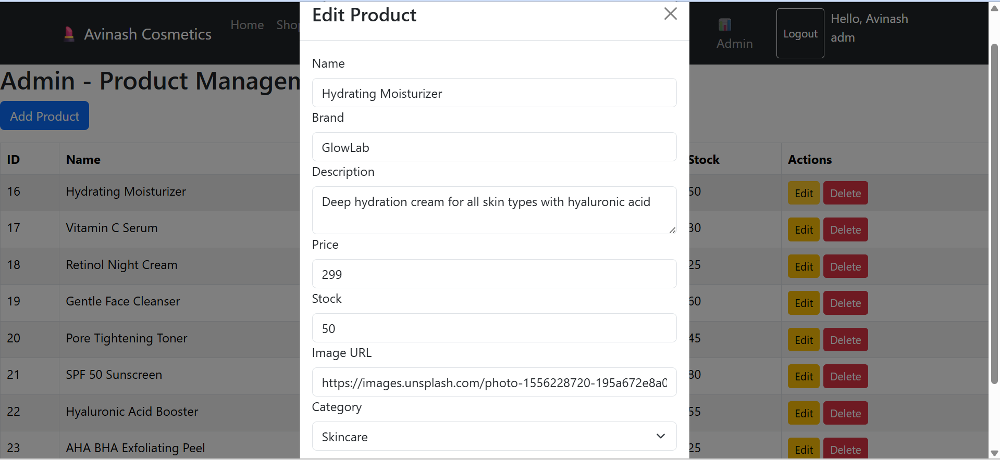 Avinash Cosmetics
Home
Admin
Logout
Hello, Avinash
adm
Admin - Product
Add Product
Edit Product
Name
Hydrating Moisturizer
Brand
GlowLab
Description
Deep hydration cream for all skin types with hyaluronic acid
Price
299
Stock
50
Image URL
https://images.unsplash.com/photo-1556228720-195a672e8a0
Category
Skincare
ID Name Stock Actions
16 Hydrating Moisturizer 50 Edit Delete
17 Vitamin C Serum 30 Edit Delete
18 Retinol Night Cream 25 Edit Delete
19 Gentle Face Cleanser 60 Edit Delete
20 Pore Tightening Toner 45 Edit Delete
21 SPF 50 Sunscreen 80 Edit Delete
22 Hyaluronic Acid Booster 55 Edit Delete
23 AHA BHA Exfoliating Peel 25 Edit Delete